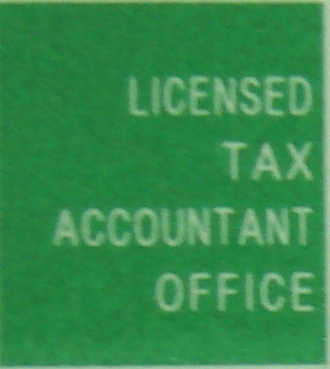 LICENSED
TAX
ACCOUNTANT
OFFICE